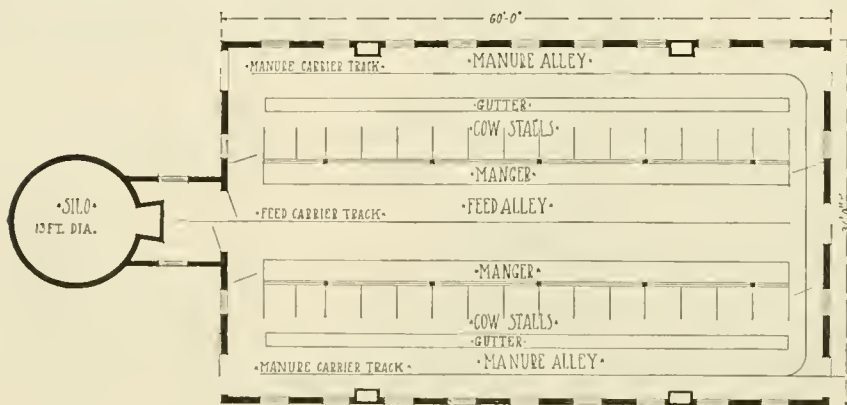 60'-0"
•MANURE CARRIER TRACK•
•MANURE ALLEY•
•GUTTER•
•COW STALLS•
•MANGER•
•SILO•
13 FT. DIA.
•FEED CARRIER TRACK•
•FEED ALLEY•
•MANGER•
•COW STALLS•
•GUTTER•
•MANURE CARRIER TRACK•
•MANURE ALLEY•